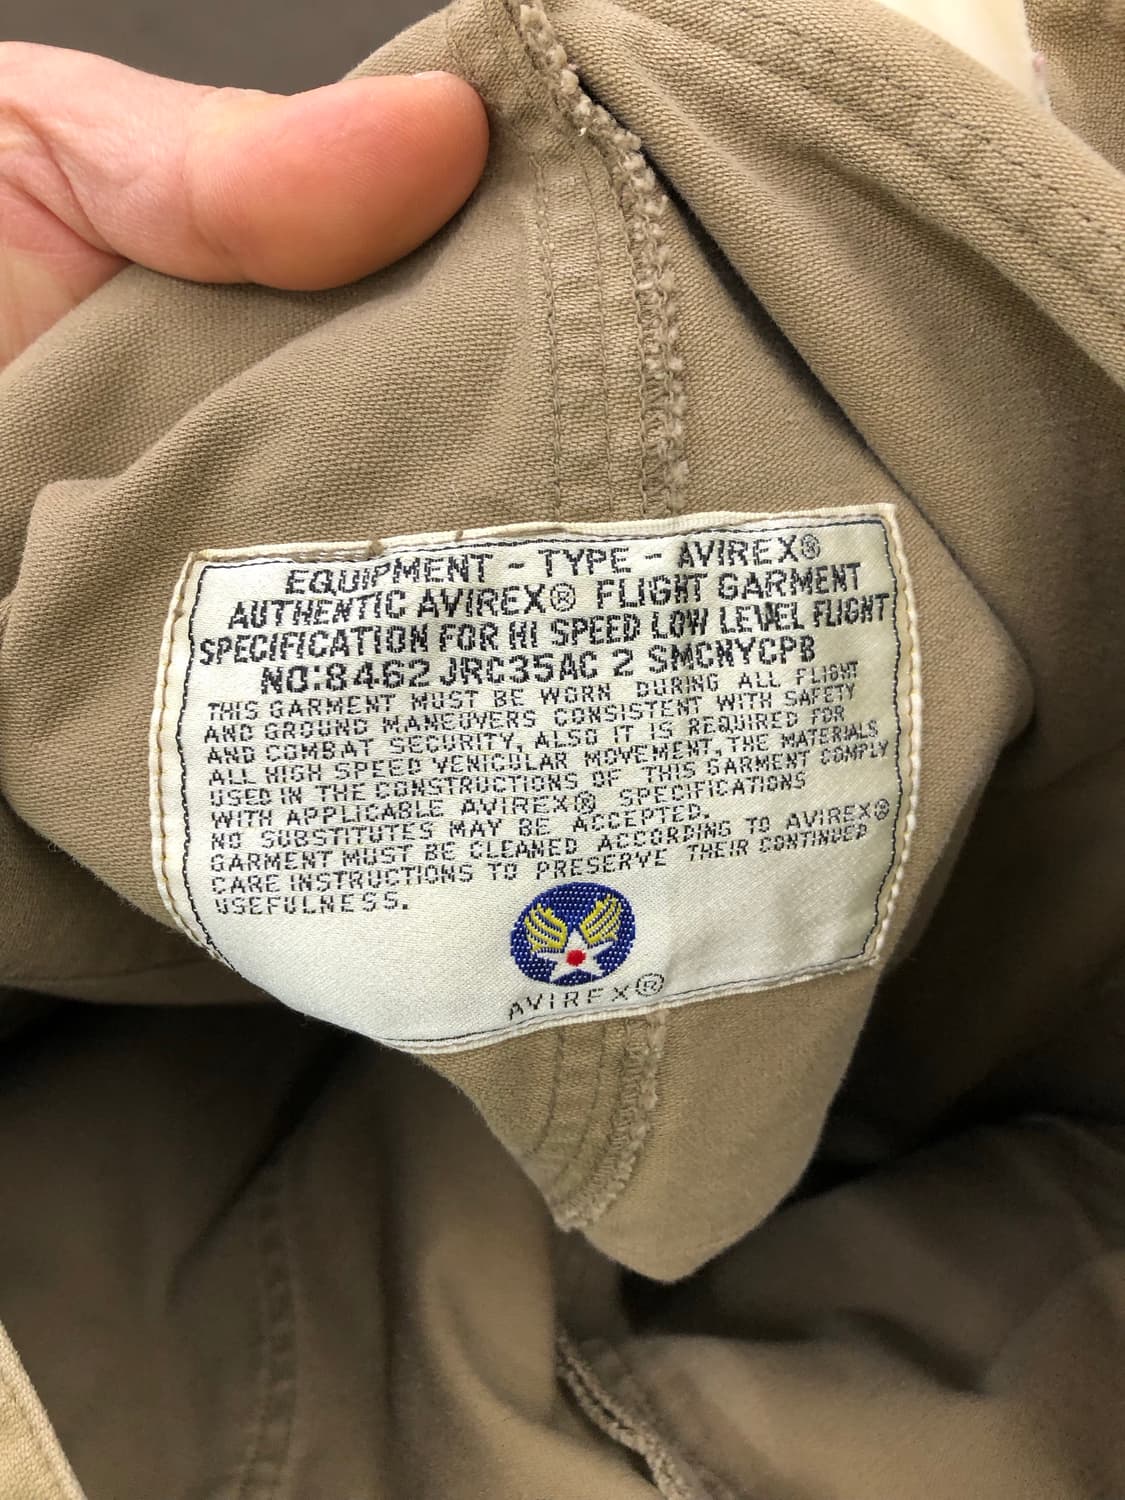 EQUIPMENT - TYPE - AVIREX®
AUTHENTIC AVIREX® FLIGHT GARMENT
SPECIFICATION FOR HI SPEED LOW LEVEL FLIGHT
NO:8462 JRC35AC 2 SMCNYCPB
THIS GARMENT MUST BE WORN DURING ALL FLIGHT
AND GROUND MANEUVERS CONSISTENT WITH SAFETY
AND COMBAT SECURITY, ALSO IT IS REQUIRED FOR
ALL HIGH SPEED VENICULAR MOVEMENT, THE MATERIALS
USED IN THE CONSTRUCTIONS OF THIS GARMENT COMPLY
WITH APPLICABLE AVIREX® SPECIFICATIONS
NO SUBSTITUTES MAY BE ACCEPTED.
GARMENT MUST BE CLEANED ACCORDING TO AVIREX®
CARE INSTRUCTIONS TO PRESERVE THEIR CONTINUED
USEFULNESS.
AVIREX®